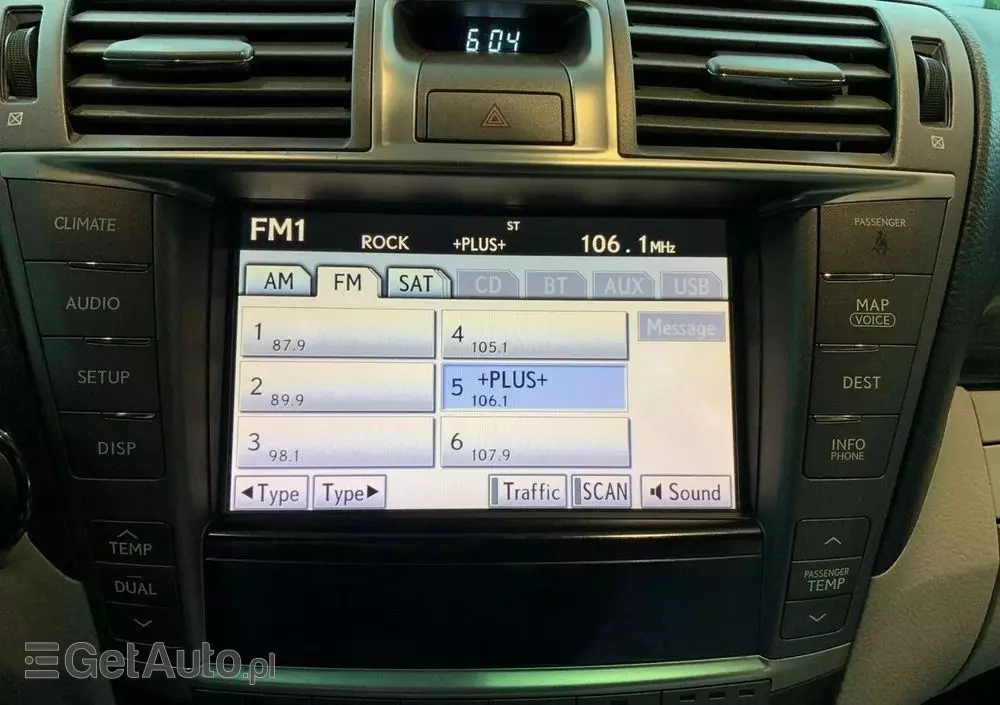 6:04
CLIMATE
AUDIO
SETUP
DISP
TEMP
DUAL
FM1 ROCK +PLUS+ ST 106.1MHz
AM FM SAT CD BT AUX USB
1 87.9
2 89.9
3 98.1
4 105.1
5 +PLUS+ 106.1
6 107.9
Message
◀Type Type▶ Traffic SCAN Sound
PASSENGER
MAP
VOICE
DEST
INFO
PHONE
PASSENGER
TEMP
GetAuto.pl